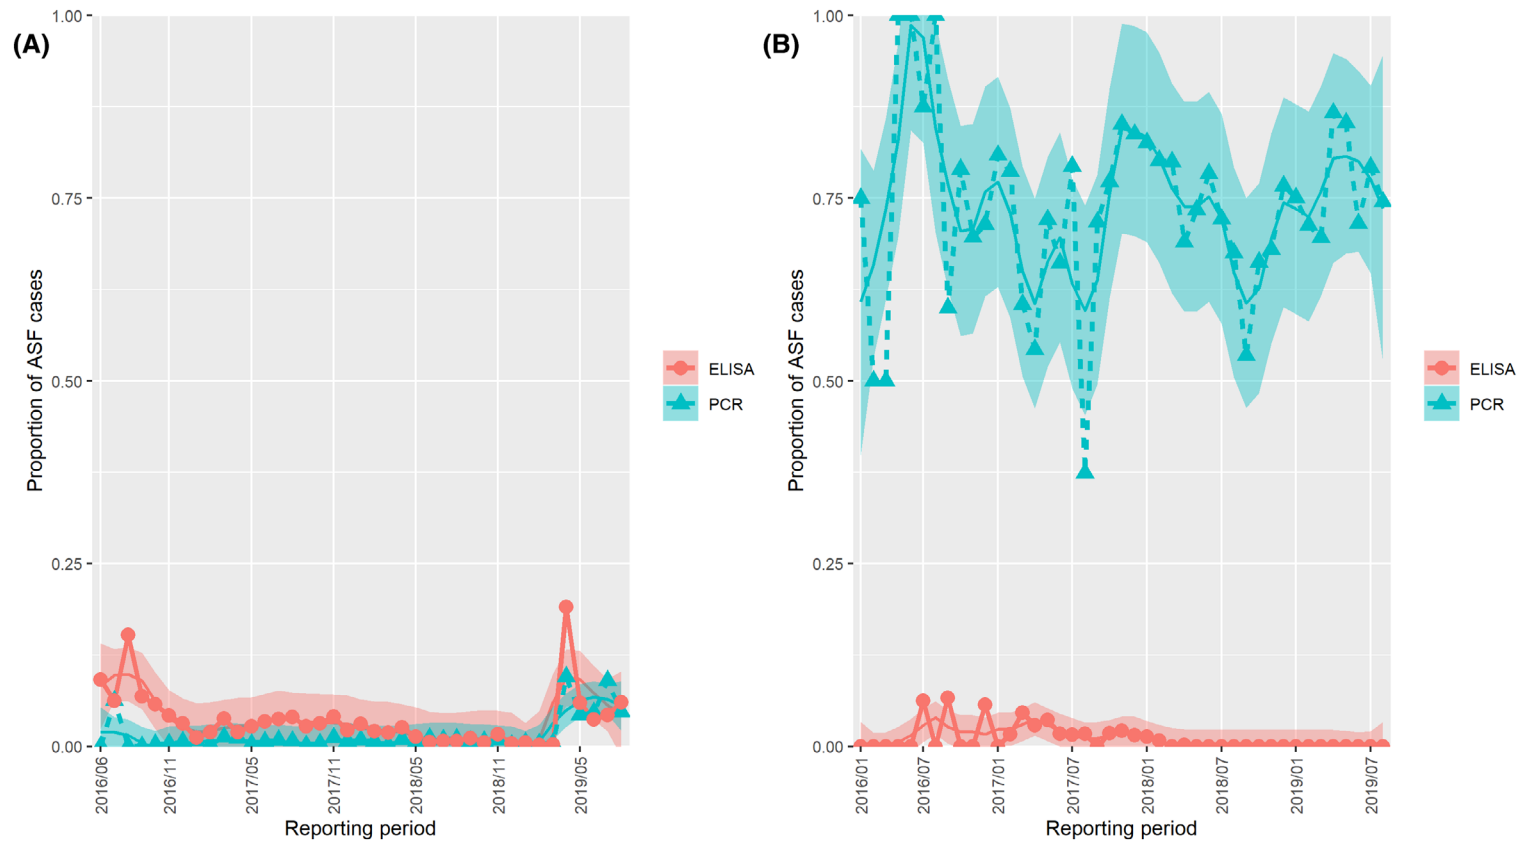 (A)
1.00
0.75
0.50
0.25
0.00
Proportion of ASF cases
2016/06
2016/11
2017/05
2017/11
2018/05
2018/11
2019/05
Reporting period
ELISA
PCR
(B)
1.00
0.75
0.50
0.25
0.00
Proportion of ASF cases
2016/01
2016/07
2017/01
2017/07
2018/01
2018/07
2019/01
2019/07
Reporting period
ELISA
PCR